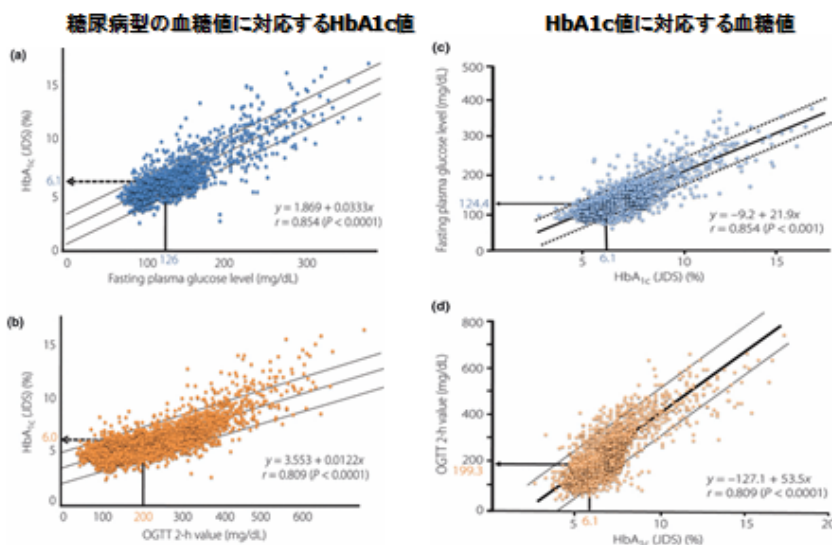 糖尿病型の血糖値に対応するHbA1c値
HbA1c値に対応する血糖値
(a)
15
10
6.1
5
0
HbA1c (JDS) (%)
y = 1.869 + 0.0333x
r = 0.854 (P < 0.0001)
0
100
126
200
300
Fasting plasma glucose level (mg/dL)
(c)
500
400
300
200
124.4
100
0
Fasting plasma glucose level (mg/dL)
y = −9.2 + 21.9x
r = 0.854 (P < 0.001)
5
6.1
10
15
HbA1c (JDS) (%)
(b)
15
10
6.0
5
0
HbA1c (JDS) (%)
y = 3.553 + 0.0122x
r = 0.809 (P < 0.0001)
0
100
200
300
400
500
600
OGTT 2-h value (mg/dL)
(d)
800
600
400
200
199.3
0
OGTT 2-h value (mg/dL)
y = −127.1 + 53.5x
r = 0.809 (P < 0.0001)
5
6.1
10
15
20
HbA1c (JDS) (%)